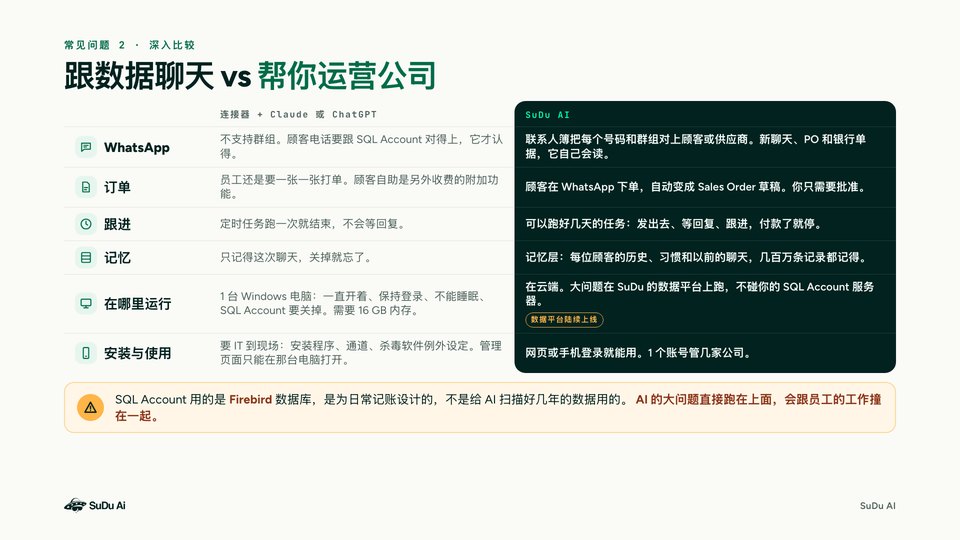 常见问题 2 · 深入比较
跟数据聊天 vs 帮你运营公司
连接器 + Claude 或 ChatGPT
SuDu AI
WhatsApp
不支持群组。顾客电话要跟 SQL Account 对得上，它才认
得。
联系人簿把每个号码和群组对上顾客或供应商。新聊天、PO 和银行单
据，它自己会读。
订单
员工还是要一张一张打单。顾客自助是另外收费的附加功
能。
顾客在 WhatsApp 下单，自动变成 Sales Order 草稿。你只需要批准。
跟进
定时任务跑一次就结束，不会等回复。
可以跑好几天的任务：发出去、等回复、跟进，付款了就停。
记忆
只记得这次聊天，关掉就忘了。
记忆层：每位顾客的历史、习惯和以前的聊天，几百万条记录都记得。
在哪里运行
1 台 Windows 电脑：一直开着、保持登录、不能睡眠、
SQL Account 要关掉。需要 16 GB 内存。
在云端。大问题在 SuDu 的数据平台上跑，不碰你的 SQL Account 服务
器。
数据平台陆续上线
安装与使用
要 IT 到现场：安装程序、通道、杀毒软件例外设定。管理
页面只能在那台电脑打开。
网页或手机登录就能用。1 个账号管几家公司。
SQL Account 用的是 Firebird 数据库，是为日常记账设计的，不是给 AI 扫描好几年的数据用的。 AI 的大问题直接跑在上面，会跟员工的工作撞
在一起。
SuDu Ai
SuDu AI